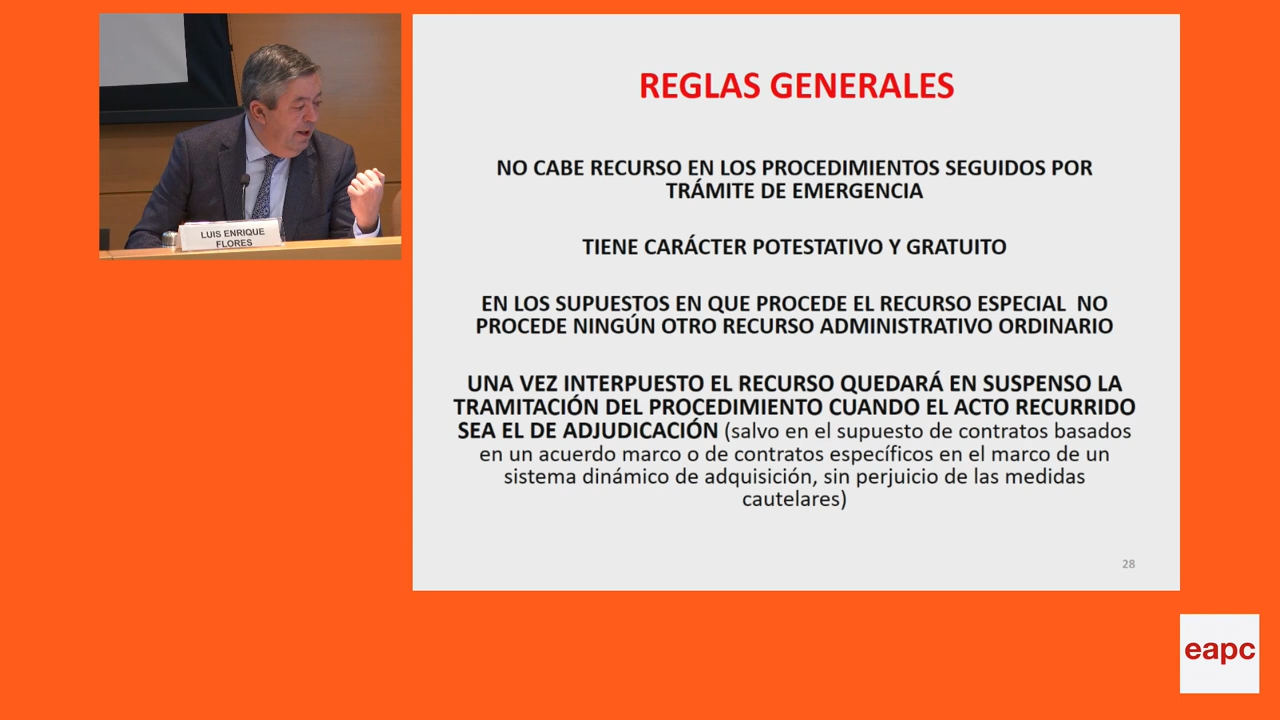 LUIS ENRIQUE
FLORES
REGLAS GENERALES
NO CABE RECURSO EN LOS PROCEDIMIENTOS SEGUIDOS POR
TRÁMITE DE EMERGENCIA
TIENE CARÁCTER POTESTATIVO Y GRATUITO
EN LOS SUPUESTOS EN QUE PROCEDE EL RECURSO ESPECIAL NO
PROCEDE NINGÚN OTRO RECURSO ADMINISTRATIVO ORDINARIO
UNA VEZ INTERPUESTO EL RECURSO QUEDARÁ EN SUSPENSO LA
TRAMITACIÓN DEL PROCEDIMIENTO CUANDO EL ACTO RECURRIDO
SEA EL DE ADJUDICACIÓN (salvo en el supuesto de contratos basados
en un acuerdo marco o de contratos específicos en el marco de un
sistema dinámico de adquisición, sin perjuicio de las medidas
cautelares)
28
eapc